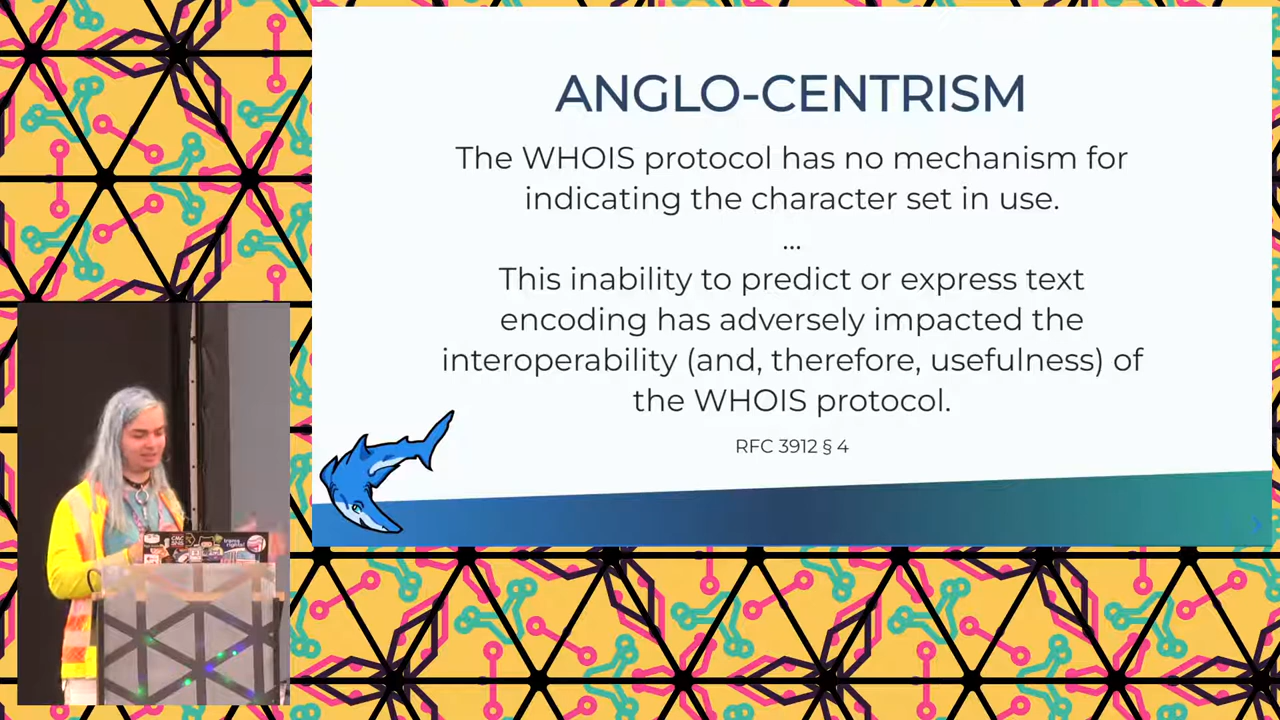 ANGLO-CENTRISM
The WHOIS protocol has no mechanism for
indicating the character set in use.
...
This inability to predict or express text
encoding has adversely impacted the
interoperability (and, therefore, usefulness) of
the WHOIS protocol.
RFC 3912 § 4